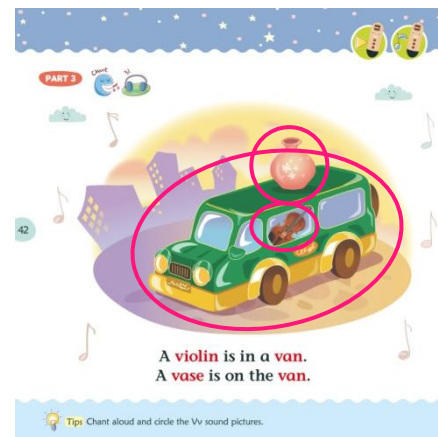 PART 3
Chant
42
A violin is in a van.
A vase is on the van.
Tips Chant aloud and circle the Vv sound pictures.